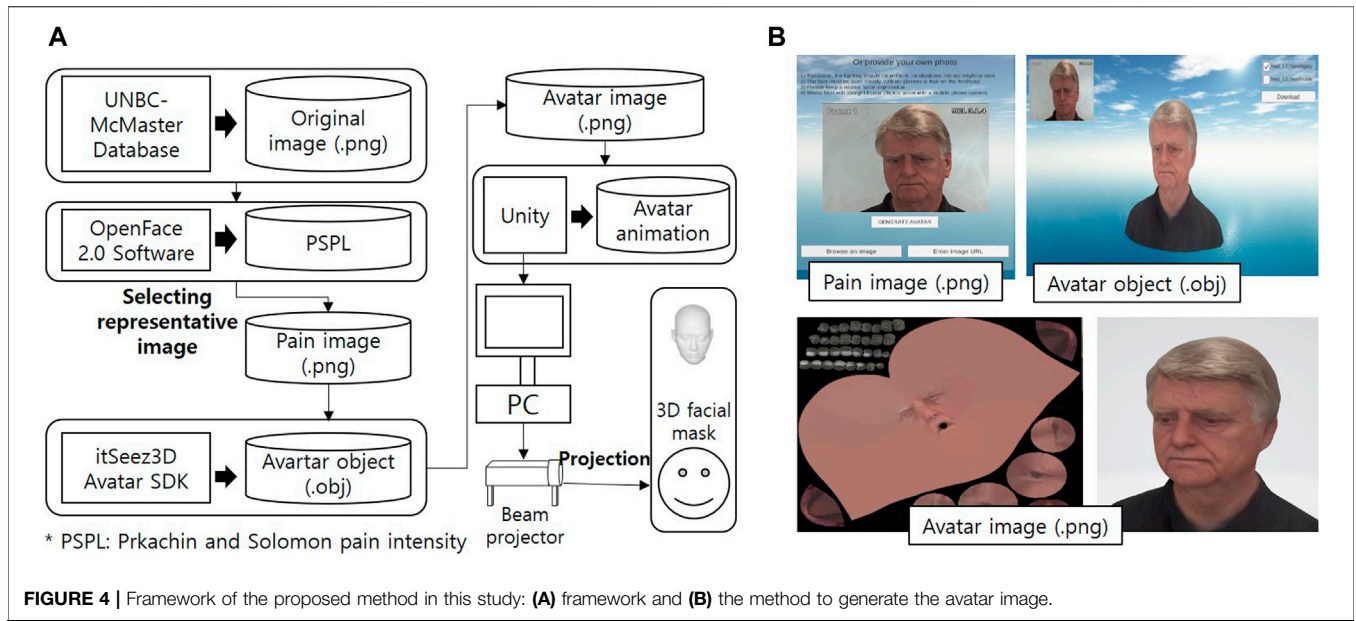 A
UNBC-
McMaster
Database
Original
image (.png)
OpenFace
2.0 Software
PSPL
Selecting
representative
image
Pain image
(.png)
itSeez3D
Avatar SDK
Avartar object
(.obj)
* PSPL: Prkachin and Solomon pain intensity
Avatar image
(.png)
Unity
Avatar
animation
PC
Beam
projector
Projection
3D facial
mask
B
Or provide your own photo
Frame 1
GENERATE AVATAR
Browse an image
Enter image URL
Pain image (.png)
Download
Avatar object (.obj)
Avatar image (.png)
FIGURE 4 | Framework of the proposed method in this study: (A) framework and (B) the method to generate the avatar image.